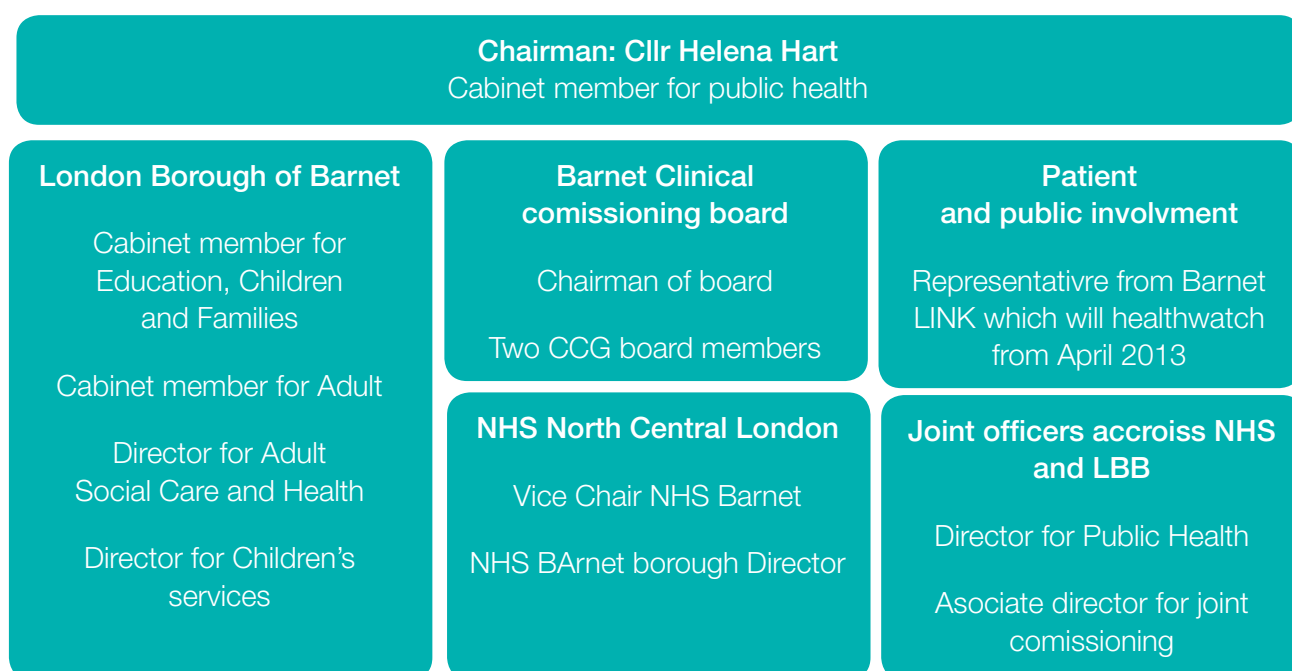 Chairman: Cllr Helena Hart
Cabinet member for public health
London Borough of Barnet
Cabinet member for
Education, Children
and Families
Cabinet member for Adult
Director for Adult
Social Care and Health
Director for Children's
services
Barnet Clinical
comissioning board
Chairman of board
Two CCG board members
Patient
and public involvment
Representativre from Barnet
LINK which will healthwatch
from April 2013
NHS North Central London
Vice Chair NHS Barnet
NHS BArnet borough Director
Joint officers accroiss NHS
and LBB
Director for Public Health
Asociate director for joint
comissioning